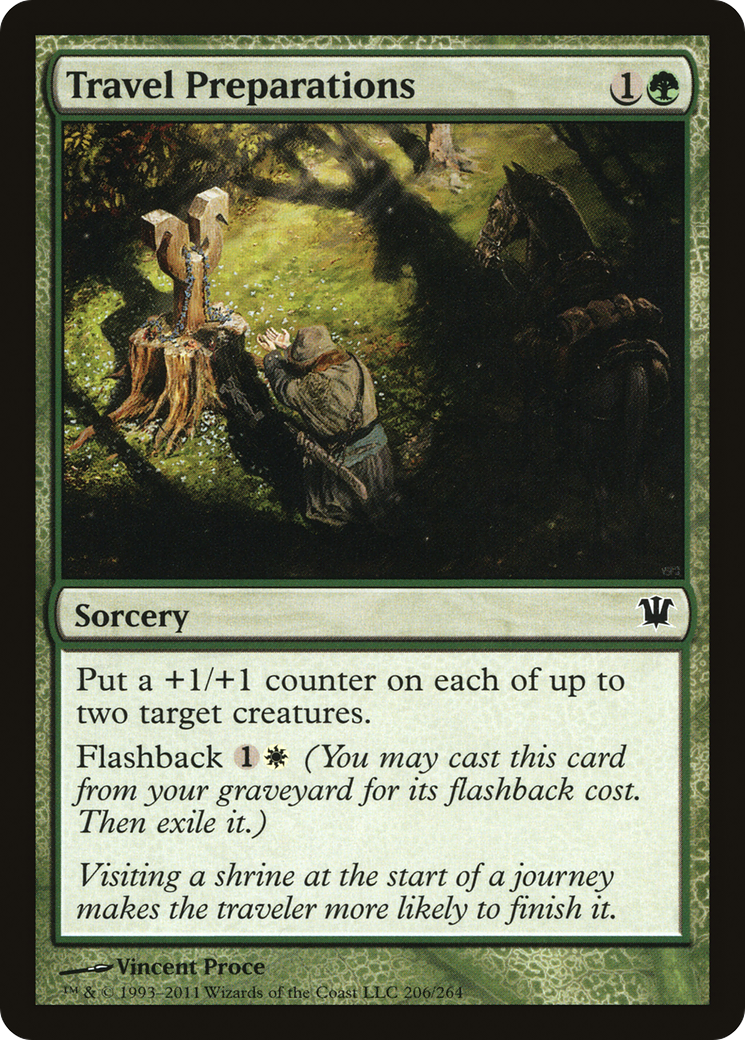 Travel Preparations 1
Sorcery
Put a +1/+1 counter on each of up to
two target creatures.
Flashback 1 (You may cast this card
from your graveyard for its flashback cost.
Then exile it.)
Visiting a shrine at the start of a journey
makes the traveler more likely to finish it.
Vincent Proce
™ & © 1993–2011 Wizards of the Coast LLC 206/264